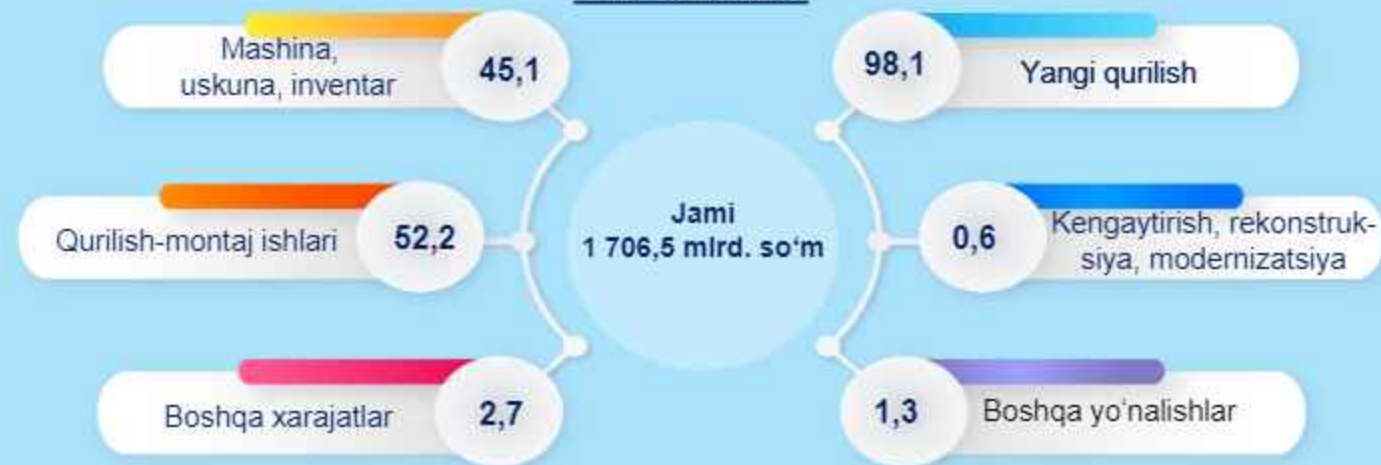 Mashina,
uskuna, inventar
45,1
Qurilish-montaj ishlari
52,2
Boshqa xarajatlar
2,7
Jami
1 706,5 mlrd. so‘m
98,1
Yangi qurilish
0,6
Kengaytirish, rekonstruk-
siya, modernizatsiya
1,3
Boshqa yo‘nalishlar